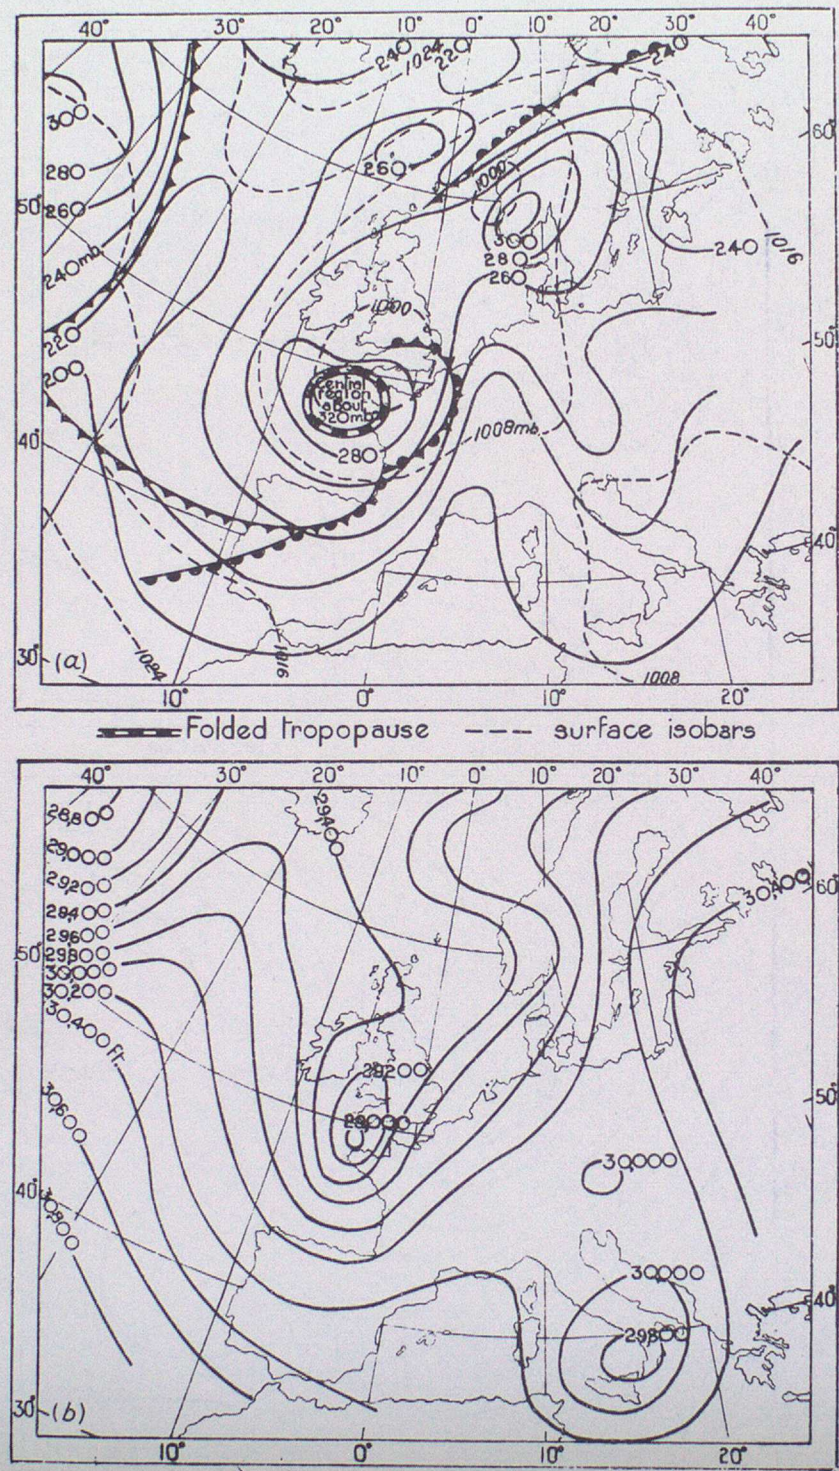 40° 30° 20° 10° 0° 10° 20° 30° 40°
240 1024 220 240
300
260 60°
280
1000
50° 260
300 240 1016
240mb 280
260
1000
220 50°
200
Central
region
about
320mb
1008mb
40° 280
40°
30° (a) 1024 1016 1008
10° 0° 10° 20°
Folded tropopause surface isobars
40° 30° 20° 10° 0° 10° 20° 30° 40°
28,800 29,400
29,000
29,200 30,400 60°
29,400
29,600
50° 29,800
30,000
30,200
30,400 ft.
29,200
30,600 29,000 50°
30,000
40° 30,800
30,000
40°
29,800
30° (b)
10° 0° 10° 20°